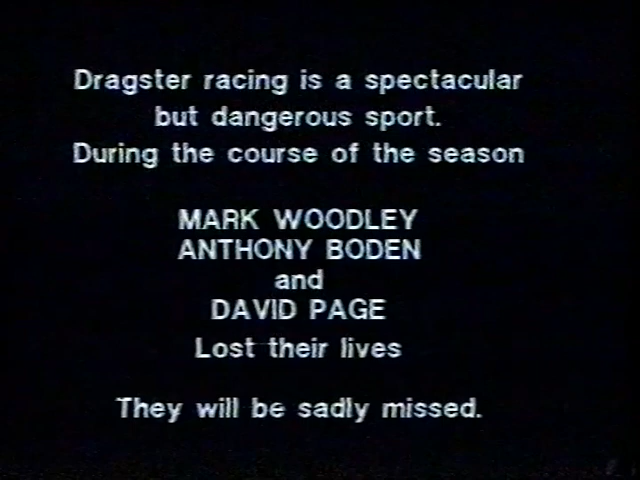 Dragster racing is a spectacular
but dangerous sport.
During the course of the season
MARK WOODLEY
ANTHONY BODEN
and
DAVID PAGE
Lost their lives
They will be sadly missed.